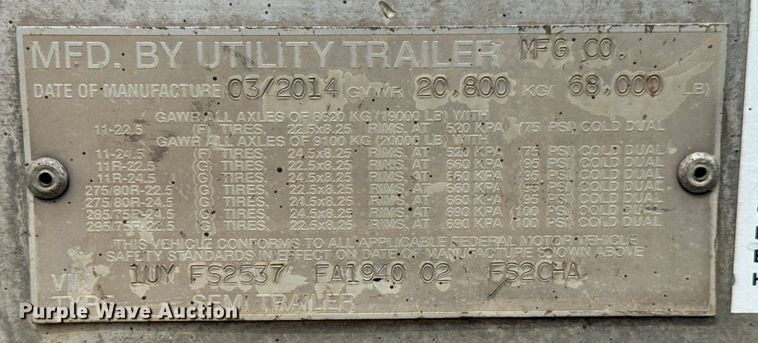 MFD. BY UTILITY TRAILER MFG CO.
DATE OF MANUFACTURE 03/2014 GVWR 20,800 KG( 68,000 LB)
GAWR ALL AXLES OF 8620 KG (19000 LB) WITH
11-22.5 (F) TIRES, 22.5x8.25 RIMS, AT 520 KPA (75 PSI) COLD DUAL
GAWR ALL AXLES OF 9100 KG (20000 LB) WITH
11-24.5 (F) TIRES, 24.5x8.25 RIMS, AT 520 KPA (75 PSI) COLD DUAL
11R-22.5 (G) TIRES, 22.5x8.25 RIMS, AT 660 KPA (95 PSI) COLD DUAL
11R-24.5 (G) TIRES, 24.5x8.25 RIMS, AT 660 KPA (95 PSI) COLD DUAL
275/80R-22.5 (G) TIRES, 22.5x8.25 RIMS, AT 660 KPA (95 PSI) COLD DUAL
275/80R-24.5 (G) TIRES, 24.5x8.25 RIMS, AT 660 KPA (95 PSI) COLD DUAL
285/75R-24.5 (G) TIRES, 24.5x8.25 RIMS, AT 690 KPA (100 PSI) COLD DUAL
295/75R-22.5 (G) TIRES, 22.5x8.25 RIMS, AT 690 KPA (100 PSI) COLD DUAL
THIS VEHICLE CONFORMS TO ALL APPLICABLE FEDERAL MOTOR VEHICLE
SAFETY STANDARDS IN EFFECT ON DATE OF MANUFACTURE SHOWN ABOVE
VIN 1UY FS2537 FA1940 02 FS2CHA
TYPE SEMI TRAILER
Purple Wave Auction